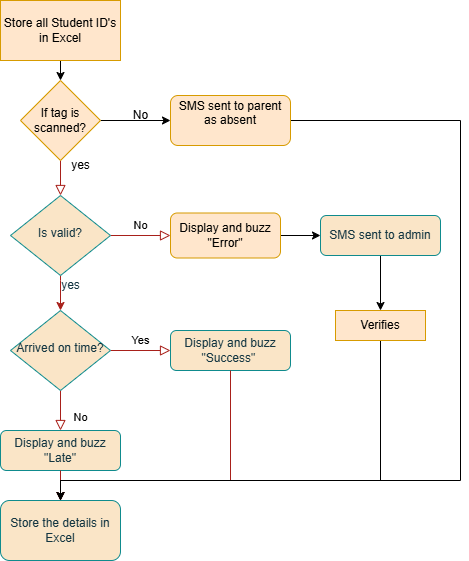 Store all Student ID's
in Excel
If tag is
scanned?
No
SMS sent to parent
as absent
yes
Is valid?
No
Display and buzz
"Error"
SMS sent to admin
yes
Verifies
Arrived on time?
Yes
Display and buzz
"Success"
No
Display and buzz
"Late"
Store the details in
Excel